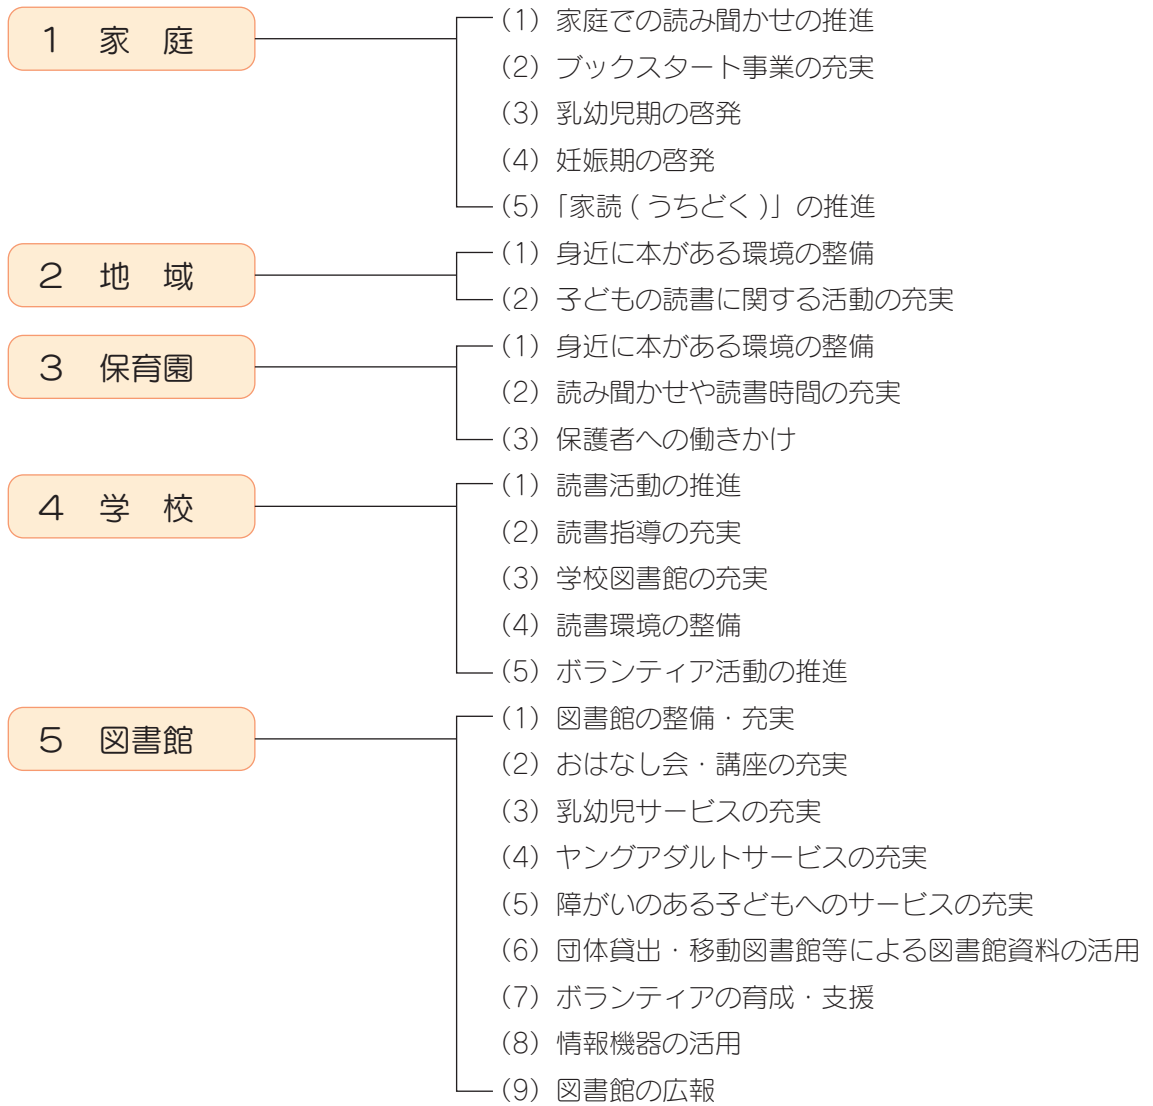 1 家 庭
(1) 家庭での読み聞かせの推進
(2) ブックスタート事業の充実
(3) 乳幼児期の啓発
(4) 妊娠期の啓発
(5)「家読 ( うちどく )」の推進
2 地 域
(1) 身近に本がある環境の整備
(2) 子どもの読書に関する活動の充実
3 保育園
(1) 身近に本がある環境の整備
(2) 読み聞かせや読書時間の充実
(3) 保護者への働きかけ
4 学 校
(1) 読書活動の推進
(2) 読書指導の充実
(3) 学校図書館の充実
(4) 読書環境の整備
(5) ボランティア活動の推進
5 図書館
(1) 図書館の整備・充実
(2) おはなし会・講座の充実
(3) 乳幼児サービスの充実
(4) ヤングアダルトサービスの充実
(5) 障がいのある子どもへのサービスの充実
(6) 団体貸出・移動図書館等による図書館資料の活用
(7) ボランティアの育成・支援
(8) 情報機器の活用
(9) 図書館の広報